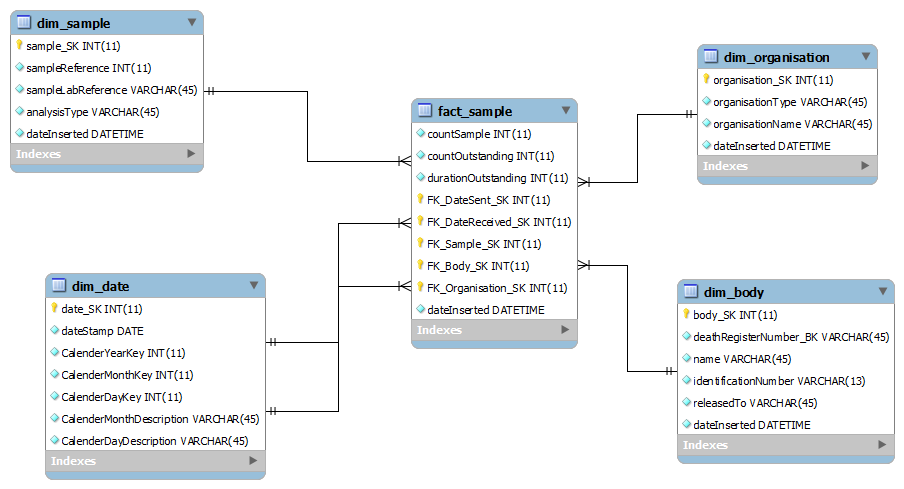 dim_sample
sample_SK INT(11)
sampleReference INT(11)
sampleLabReference VARCHAR(45)
analysisType VARCHAR(45)
dateInserted DATETIME
Indexes
dim_organisation
organisation_SK INT(11)
organisationType VARCHAR(45)
organisationName VARCHAR(45)
dateInserted DATETIME
Indexes
fact_sample
countSample INT(11)
countOutstanding INT(11)
durationOutstanding INT(11)
FK_DateSent_SK INT(11)
FK_DateReceived_SK INT(11)
FK_Sample_SK INT(11)
FK_Body_SK INT(11)
FK_Organisation_SK INT(11)
dateInserted DATETIME
Indexes
dim_date
date_SK INT(11)
dateStamp DATE
CalenderYearKey INT(11)
CalenderMonthKey INT(11)
CalenderDayKey INT(11)
CalenderMonthDescription VARCHAR(45)
CalenderDayDescription VARCHAR(45)
Indexes
dim_body
body_SK INT(11)
deathRegisterNumber_BK VARCHAR(45)
name VARCHAR(45)
identificationNumber VARCHAR(13)
releasedTo VARCHAR(45)
dateInserted DATETIME
Indexes